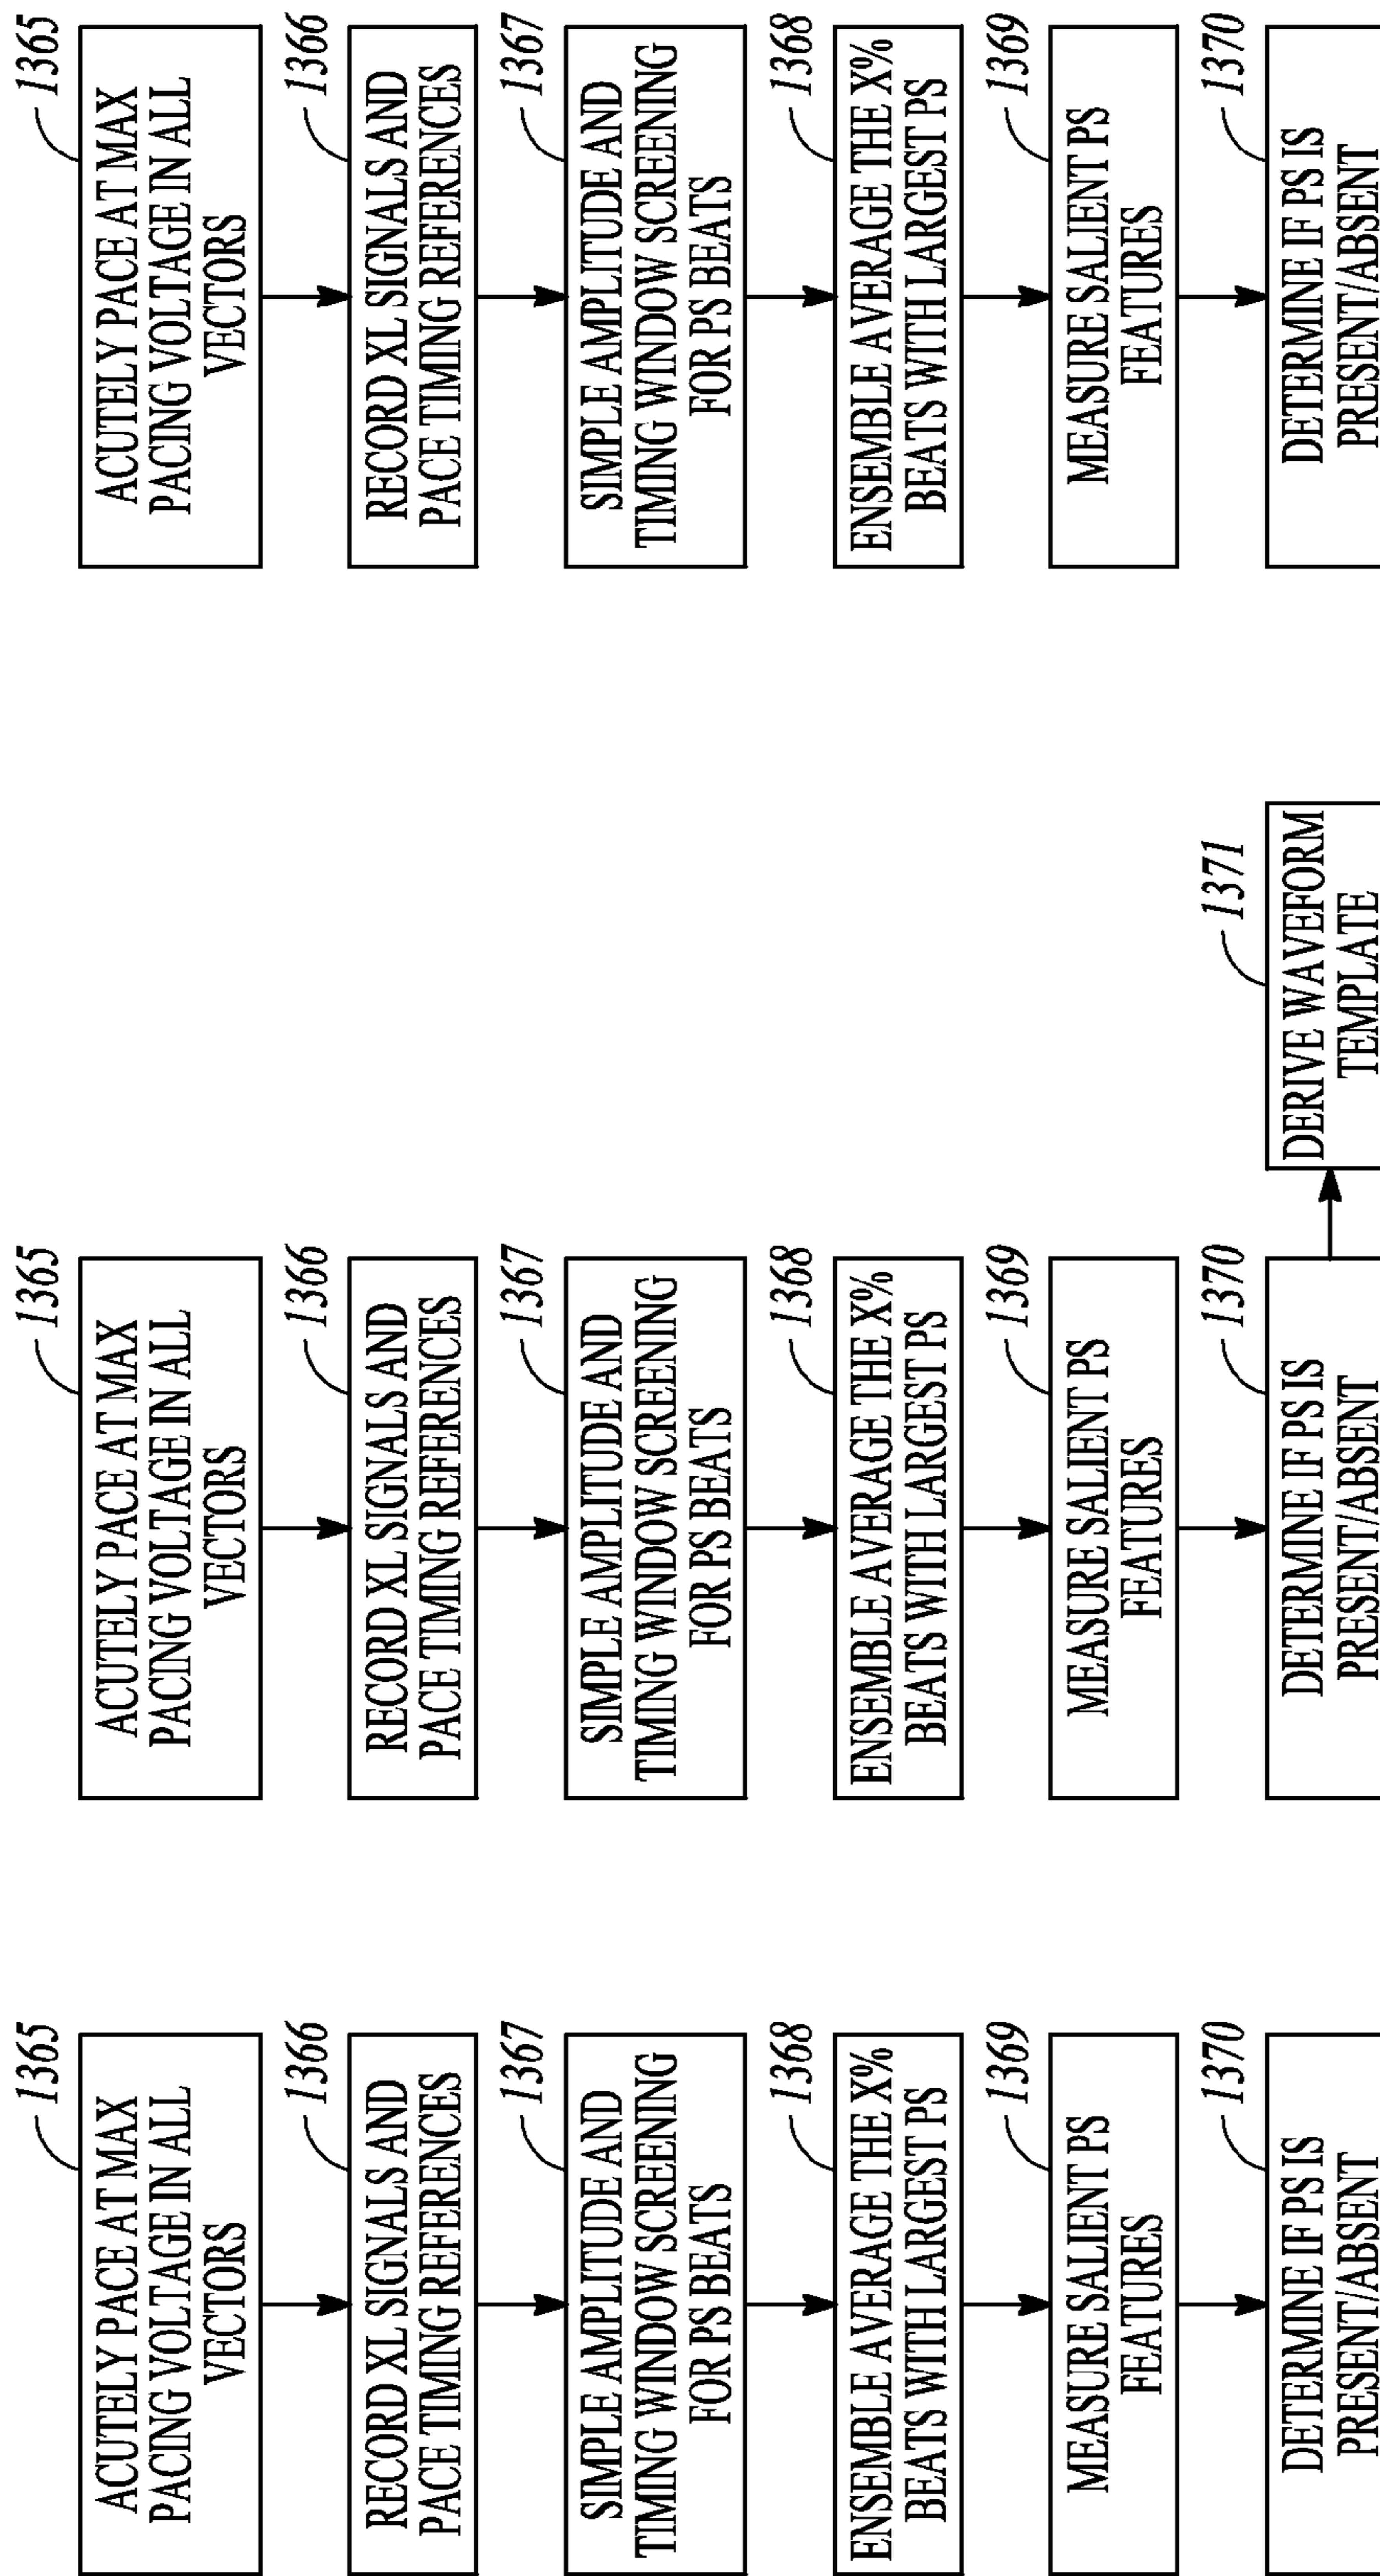 1365
ACUTELY PACE AT MAX
PACING VOLTAGE IN ALL
VECTORS
1366
RECORD XL SIGNALS AND
PACE TIMING REFERENCES
1367
SIMPLE AMPLITUDE AND
TIMING WINDOW SCREENING
FOR PS BEATS
1368
ENSEMBLE AVERAGE THE X%
BEATS WITH LARGEST PS
1369
MEASURE SALIENT PS
FEATURES
1370
DETERMINE IF PS IS
PRESENT/ABSENT
1365
ACUTELY PACE AT MAX
PACING VOLTAGE IN ALL
VECTORS
1366
RECORD XL SIGNALS AND
PACE TIMING REFERENCES
1367
SIMPLE AMPLITUDE AND
TIMING WINDOW SCREENING
FOR PS BEATS
1368
ENSEMBLE AVERAGE THE X%
BEATS WITH LARGEST PS
1369
MEASURE SALIENT PS
FEATURES
1370
DETERMINE IF PS IS
PRESENT/ABSENT
1371
DERIVE WAVEFORM
TEMPLATE
1365
ACUTELY PACE AT MAX
PACING VOLTAGE IN ALL
VECTORS
1366
RECORD XL SIGNALS AND
PACE TIMING REFERENCES
1367
SIMPLE AMPLITUDE AND
TIMING WINDOW SCREENING
FOR PS BEATS
1368
ENSEMBLE AVERAGE THE X%
BEATS WITH LARGEST PS
1369
MEASURE SALIENT PS
FEATURES
1370
DETERMINE IF PS IS
PRESENT/ABSENT